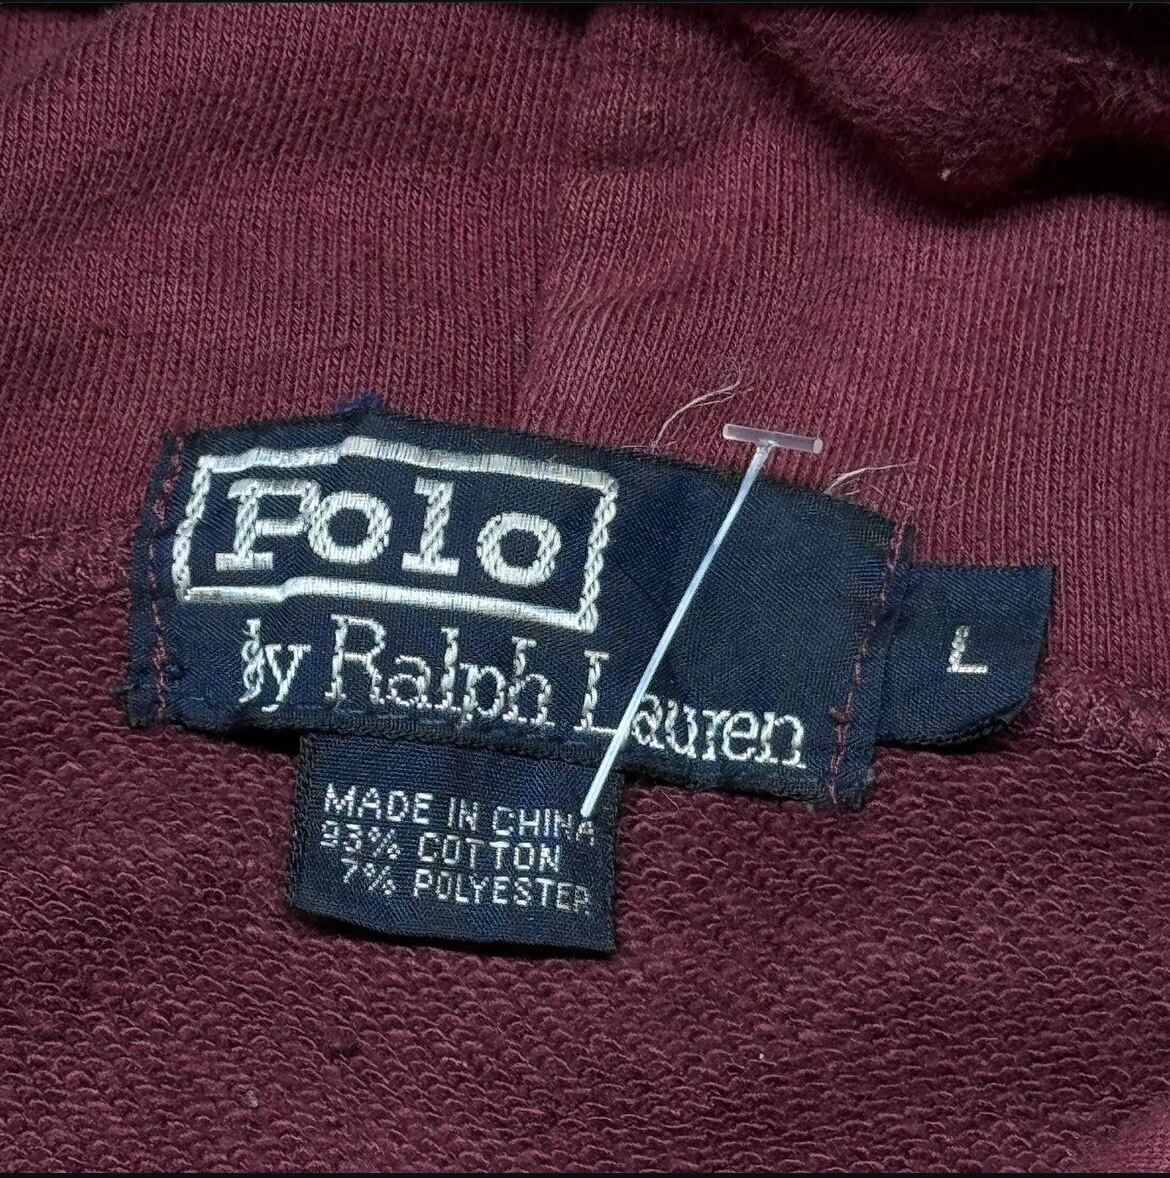 Polo
by Ralph Lauren
L
MADE IN CHINA
93% COTTON
7% POLYESTER